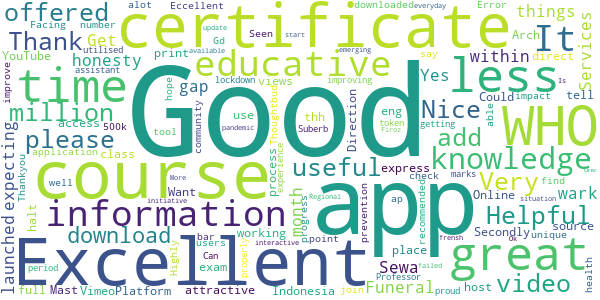 Good
app
Excellent
course
certificate
WHO
great
time
less
information
educative
knowledge
million
useful
It
offered
Thank
please
download
Very
Helpful
Nice
add
video
Sewa
Funeral
gap
honesty
things
within
Get
Yes
Services
launched
expecting
month
wark
attractive
YouTube
Facing
number
alot
Eccellent
downloaded
everyday
Error
Arch
direct
print
Seen
Gd
update
start
utilised
assistant
lockdown
views
improving
emerging
say
Is
improve
hope
use
thh
eng
token
Suberb
Could
impact
tell
access
500k
community
available
pandemic
Thoughtbud
Direction
Firoz
getting
able
tool
application
class
process
experience
express
check
marks
find
Thankyou
well
More
Want
progress
prevention
recommended
Online
situation
source
halt
initiative
Can
bar
users
working
point
ap
place
Secondly
unique
period
exam
Highly
interactive
properly
Regional
Professor
frensh
Ok
health
full
Mast
VimeoPlatform
Indonesia
join
failed
proud
host